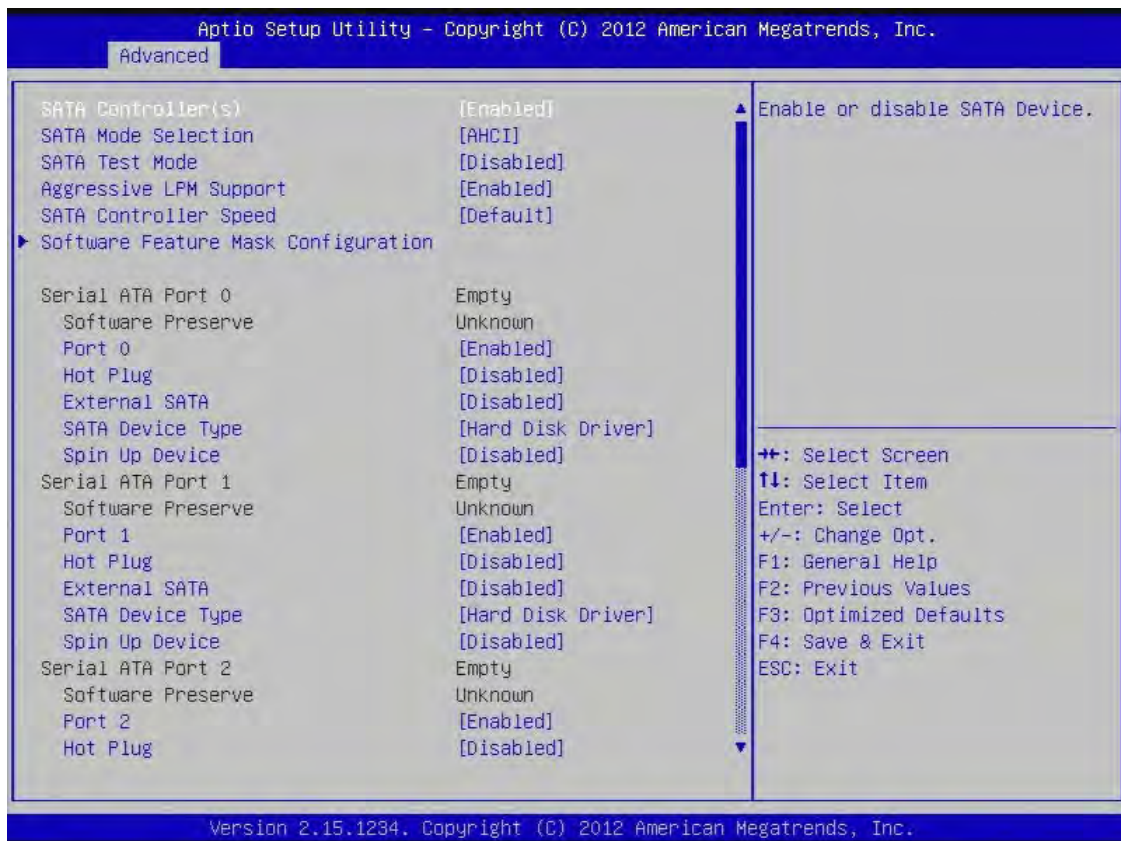 Aptio Setup Utility – Copyright (C) 2012 American Megatrends, Inc.
Advanced
SATA Controller(s) [Enabled]
SATA Mode Selection [AHCI]
SATA Test Mode [Disabled]
Aggressive LPM Support [Enabled]
SATA Controller Speed [Default]
Software Feature Mask Configuration
Serial ATA Port 0 Empty
Software Preserve Unknown
Port 0 [Enabled]
Hot Plug [Disabled]
External SATA [Disabled]
SATA Device Type [Hard Disk Driver]
Spin Up Device [Disabled]
Serial ATA Port 1 Empty
Software Preserve Unknown
Port 1 [Enabled]
Hot Plug [Disabled]
External SATA [Disabled]
SATA Device Type [Hard Disk Driver]
Spin Up Device [Disabled]
Serial ATA Port 2 Empty
Software Preserve Unknown
Port 2 [Enabled]
Hot Plug [Disabled]
Enable or disable SATA Device.
→←: Select Screen
↑↓: Select Item
Enter: Select
+/-: Change Opt.
F1: General Help
F2: Previous Values
F3: Optimized Defaults
F4: Save & Exit
ESC: Exit
Version 2.15.1234. Copyright (C) 2012 American Megatrends, Inc.